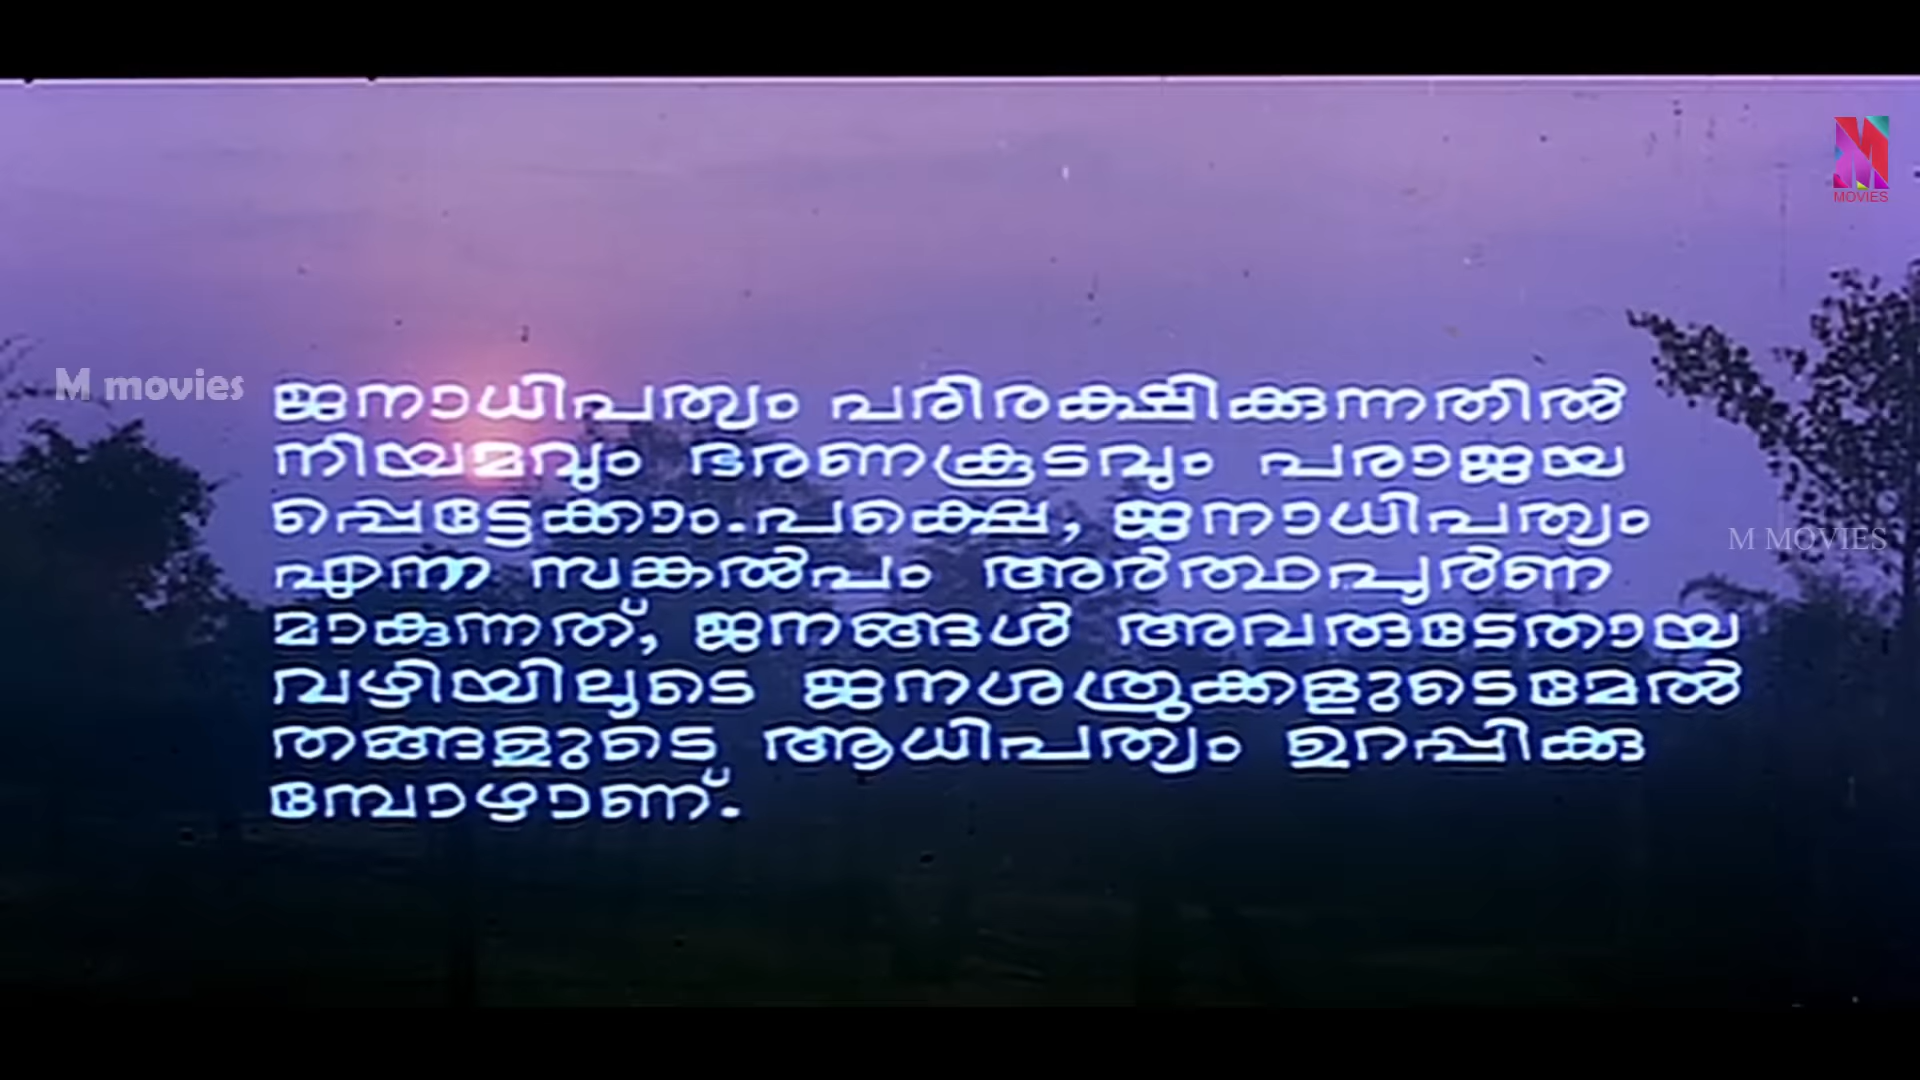 MOVIES
M movies
ജനാധിപത്യം പരിരക്ഷിക്കുന്നതിൽ
നിയമവും ഭരണകൂടവും പരാജയ
പ്പെട്ടേക്കാം. പക്ഷെ, ജനാധിപത്യം
M MOVIES
എന്ന സങ്കൽപം അർത്ഥപൂർണ
മാകുന്നത്, ജനങ്ങൾ അവരുടേതായ
വഴിയിലൂടെ ജനശത്രുക്കളുടെമേൽ
തങ്ങളുടെ ആധിപത്യം ഉറപ്പിക്കു
മ്പോഴാണ്.